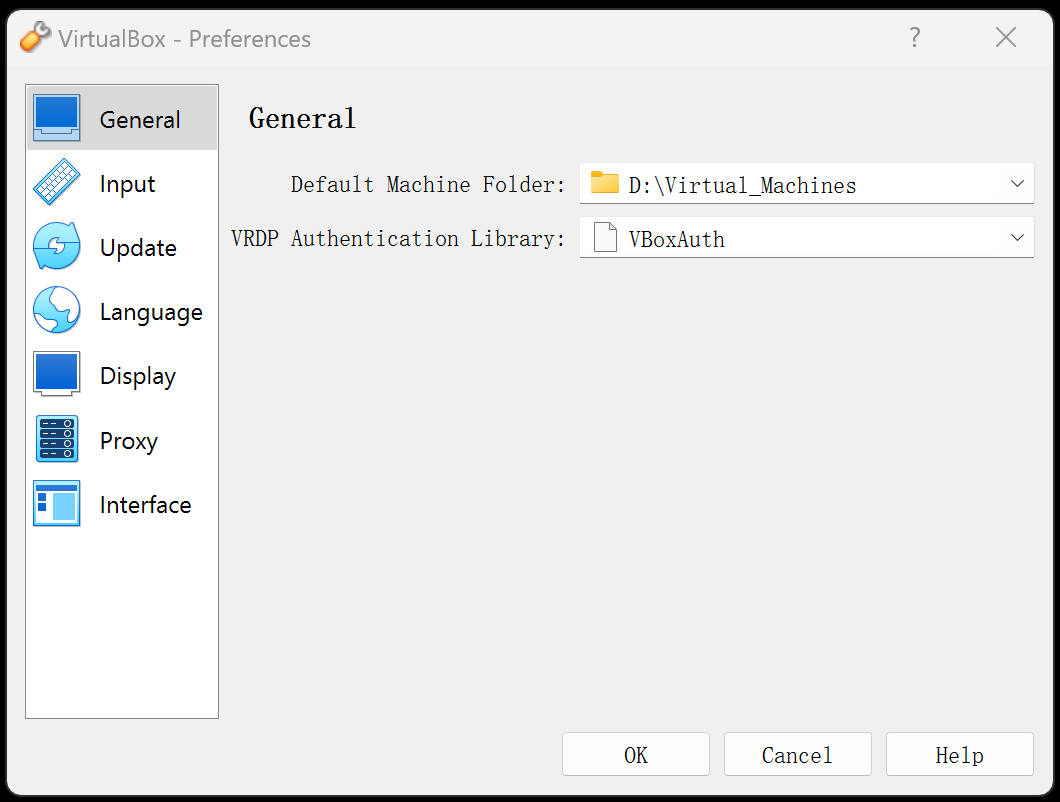 VirtualBox - Preferences
General
Input
Update
Language
Display
Proxy
Interface
General
Default Machine Folder: D:\Virtual_Machines
VRDP Authentication Library: VBoxAuth
OK Cancel Help